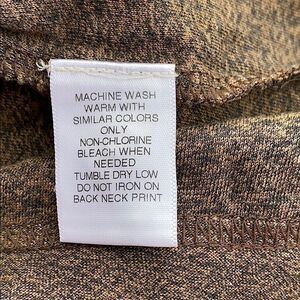 MACHINE WASH
WARM WITH
SIMILAR COLORS
ONLY
NON-CHLORINE
BLEACH WHEN
NEEDED
TUMBLE DRY LOW
DO NOT IRON ON
BACK NECK PRINT